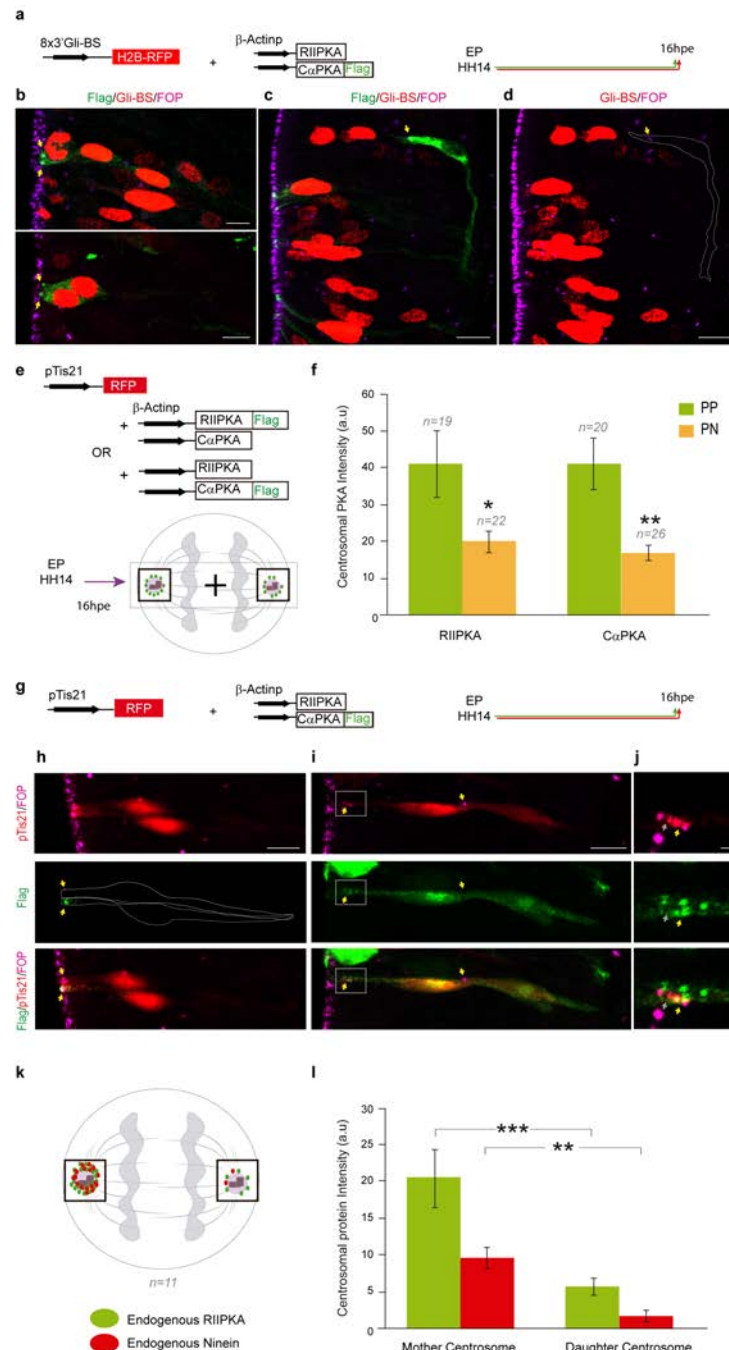 a
8x3'Gli-BS
H2B-RFP
+
β-Actinp
RIIPKA
CαPKA Flag
EP
HH14
16hpe
b
Flag/Gli-BS/FOP
c
Flag/Gli-BS/FOP
d
Gli-BS/FOP
e
pTis21
RFP
β-Actinp
+ RIIPKA Flag
CαPKA
OR
+ RIIPKA
CαPKA Flag
EP
HH14
16hpe
+
f
Centrosomal PKA Intensity (a.u)
60
50
40
30
20
10
0
n=19
n=22
n=20
n=26
*
**
PP
PN
RIIPKA
CαPKA
g
pTis21
RFP
+
β-Actinp
RIIPKA
CαPKA Flag
EP
HH14
16hpe
h
i
j
pTis21/FOP
Flag
Flag/pTis21/FOP
k
n=11
Endogenous RIIPKA
Endogenous Ninein
l
Centrosomal protein Intensity (a.u)
30
25
20
15
10
5
0
***
**
Mother Centrosome
Daughter Centrosome